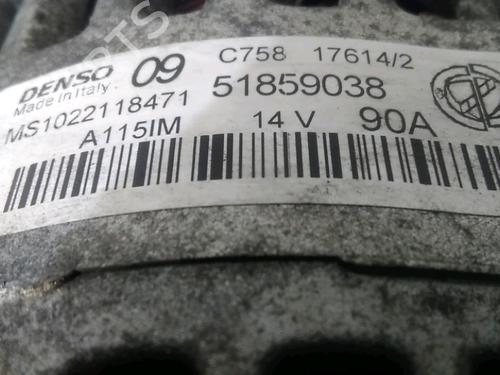 DENSO 09 C758 17614/2
Made in Italy 51859038
MS1022118471
A115IM 14 V 90A